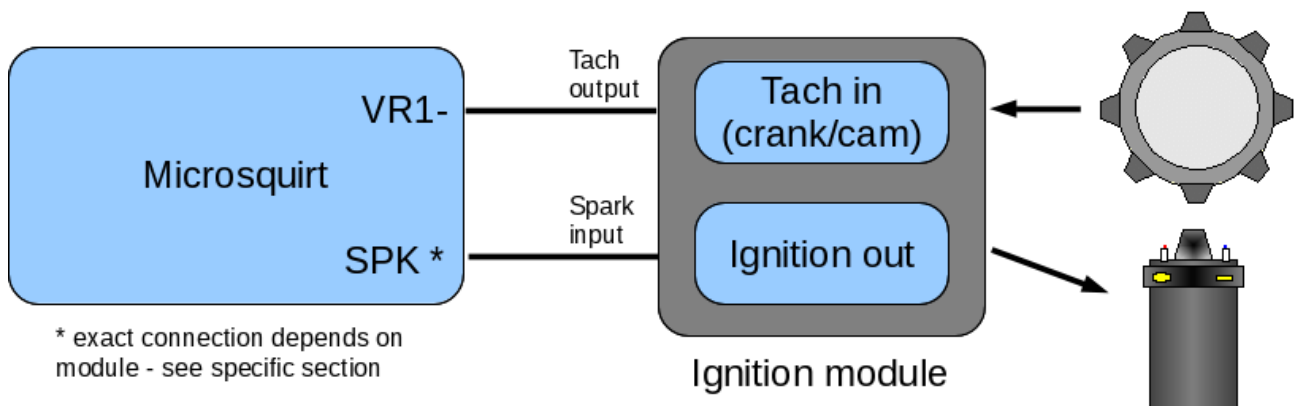 Tach
output
VR1-
Tach in
(crank/cam)
Microsquirt
Spark
input
SPK *
Ignition out
* exact connection depends on
module - see specific section
Ignition module